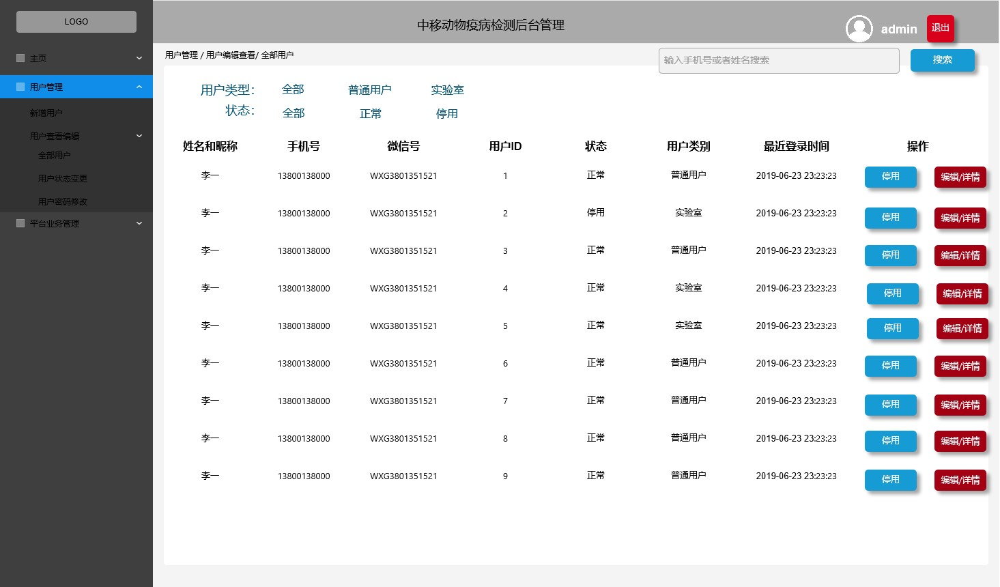 LOGO
中移动物疫病检测后台管理
admin
退出
主页
用户管理
新增用户
用户查看编辑
全部用户
用户状态变更
用户密码修改
平台业务管理
用户管理 / 用户编辑查看/ 全部用户
输入手机号或者姓名搜索
搜索
用户类型： 全部 普通用户 实验室
状态： 全部 正常 停用
姓名和昵称 手机号 微信号 用户ID 状态 用户类别 最近登录时间 操作
李一 13800138000 WXG3801351521 1 正常 普通用户 2019-06-23 23:23:23 停用 编辑/详情
李一 13800138000 WXG3801351521 2 停用 实验室 2019-06-23 23:23:23 停用 编辑/详情
李一 13800138000 WXG3801351521 3 正常 普通用户 2019-06-23 23:23:23 停用 编辑/详情
李一 13800138000 WXG3801351521 4 正常 实验室 2019-06-23 23:23:23 停用 编辑/详情
李一 13800138000 WXG3801351521 5 正常 实验室 2019-06-23 23:23:23 停用 编辑/详情
李一 13800138000 WXG3801351521 6 正常 普通用户 2019-06-23 23:23:23 停用 编辑/详情
李一 13800138000 WXG3801351521 7 正常 普通用户 2019-06-23 23:23:23 停用 编辑/详情
李一 13800138000 WXG3801351521 8 正常 普通用户 2019-06-23 23:23:23 停用 编辑/详情
李一 13800138000 WXG3801351521 9 正常 普通用户 2019-06-23 23:23:23 停用 编辑/详情